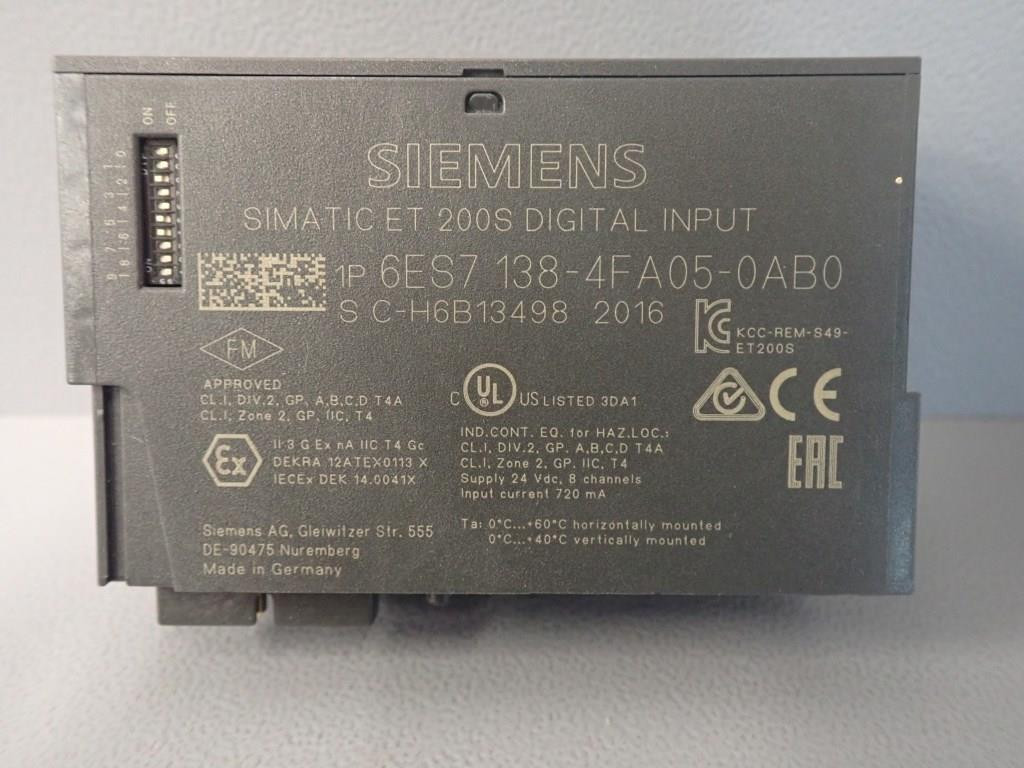 ON OFF
SIEMENS
SIMATIC ET 200S DIGITAL INPUT
1P 6ES7 138-4FA05-0AB0
S C-H6B13498 2016
KCC-REM-S49-
ET200S
FM
APPROVED
CL.I, DIV.2, GP. A,B,C,D T4A
CL.I, Zone 2, GP. IIC, T4
C UL ® US LISTED 3DA1
CE
IND.CONT. EQ. for HAZ.LOC.:
CL.I, DIV.2, GP. A,B,C,D T4A
CL.I, Zone 2, GP. IIC, T4
Supply 24 Vdc, 8 channels
Input current 720 mA
EAC
Ex
II 3 G Ex nA IIC T4 Gc
DEKRA 12ATEX0113 X
IECEx DEK 14.0041X
Ta: 0°C...+60°C horizontally mounted
0°C...+40°C vertically mounted
Siemens AG, Gleiwitzer Str. 555
DE-90475 Nuremberg
Made in Germany